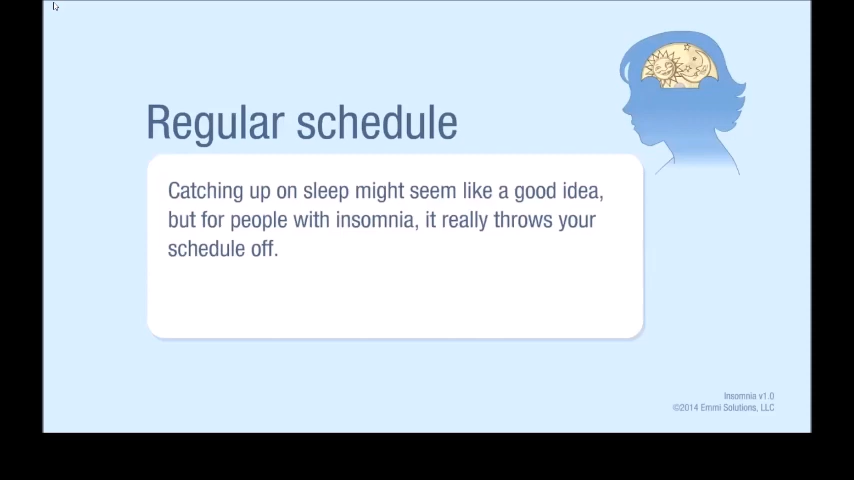 Regular schedule
Catching up on sleep might seem like a good idea,
but for people with insomnia, it really throws your
schedule off.
Insomnia v1.0
©2014 Emmi Solutions, LLC